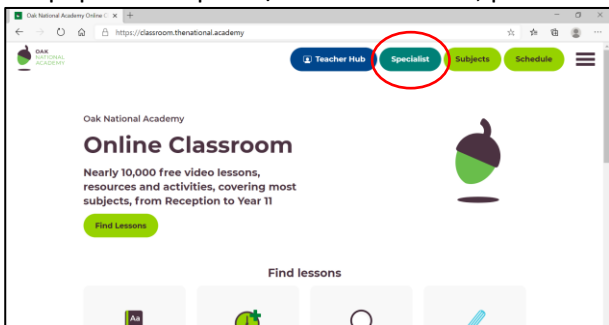 Oak National Academy Online C
https://classroom.thenational.academy
OAK
NATIONAL
ACADEMY
Teacher Hub
Specialist
Subjects
Schedule
Oak National Academy
Online Classroom
Nearly 10,000 free video lessons,
resources and activities, covering most
subjects, from Reception to Year 11
Find Lessons
Find lessons
Aa